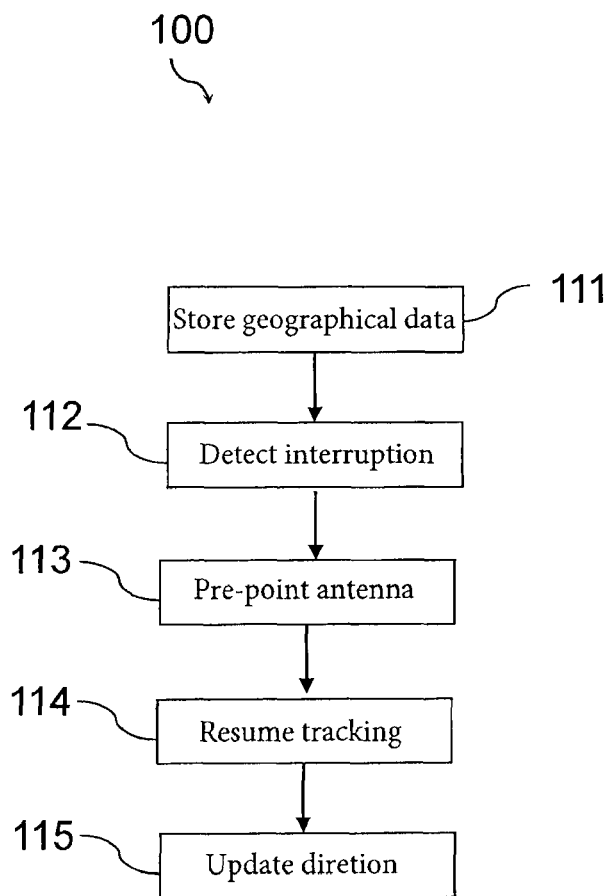 100
Store geographical data
111
112
Detect interruption
113
Pre-point antenna
114
Resume tracking
115
Update diretion